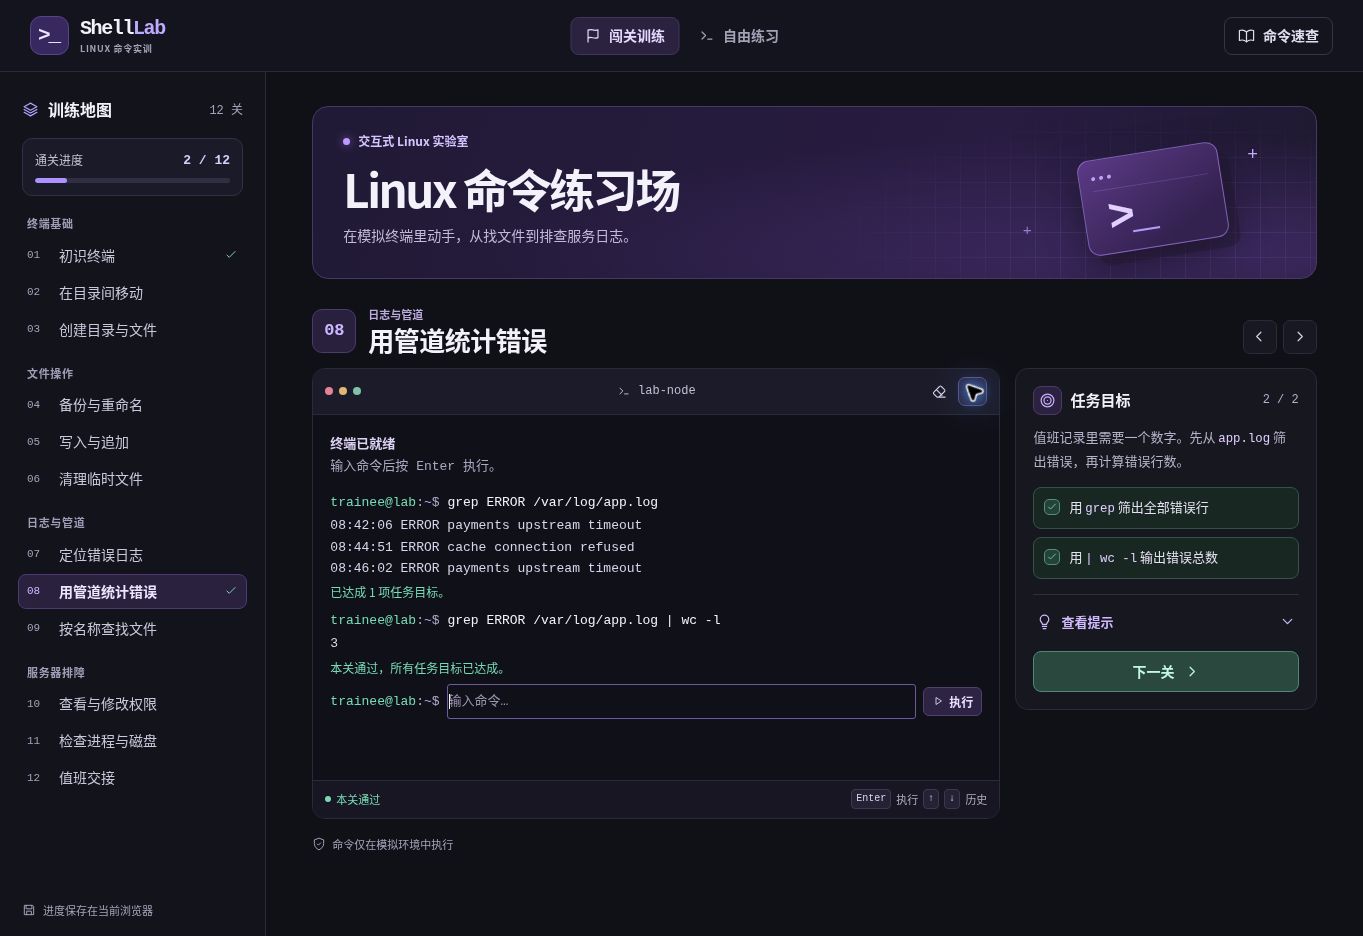 >_ ShellLab
LINUX 命令实训
闯关训练
自由练习
命令速查
训练地图
12 关
通关进度
2 / 12
终端基础
01 初识终端
02 在目录间移动
03 创建目录与文件
文件操作
04 备份与重命名
05 写入与追加
06 清理临时文件
日志与管道
07 定位错误日志
08 用管道统计错误
09 按名称查找文件
服务器排障
10 查看与修改权限
11 检查进程与磁盘
12 值班交接
进度保存在当前浏览器
交互式 Linux 实验室
Linux 命令练习场
在模拟终端里动手，从找文件到排查服务日志。
>_
08
日志与管道
用管道统计错误
lab-node
终端已就绪
输入命令后按 Enter 执行。
trainee@lab:~$ grep ERROR /var/log/app.log
08:42:06 ERROR payments upstream timeout
08:44:51 ERROR cache connection refused
08:46:02 ERROR payments upstream timeout
已达成 1 项任务目标。
trainee@lab:~$ grep ERROR /var/log/app.log | wc -l
3
本关通过，所有任务目标已达成。
trainee@lab:~$ 输入命令…
执行
本关通过
Enter 执行 ↑ ↓ 历史
命令仅在模拟环境中执行
任务目标
2 / 2
值班记录里需要一个数字。先从 app.log 筛
出错误，再计算错误行数。
用 grep 筛出全部错误行
用 | wc -l 输出错误总数
查看提示
下一关